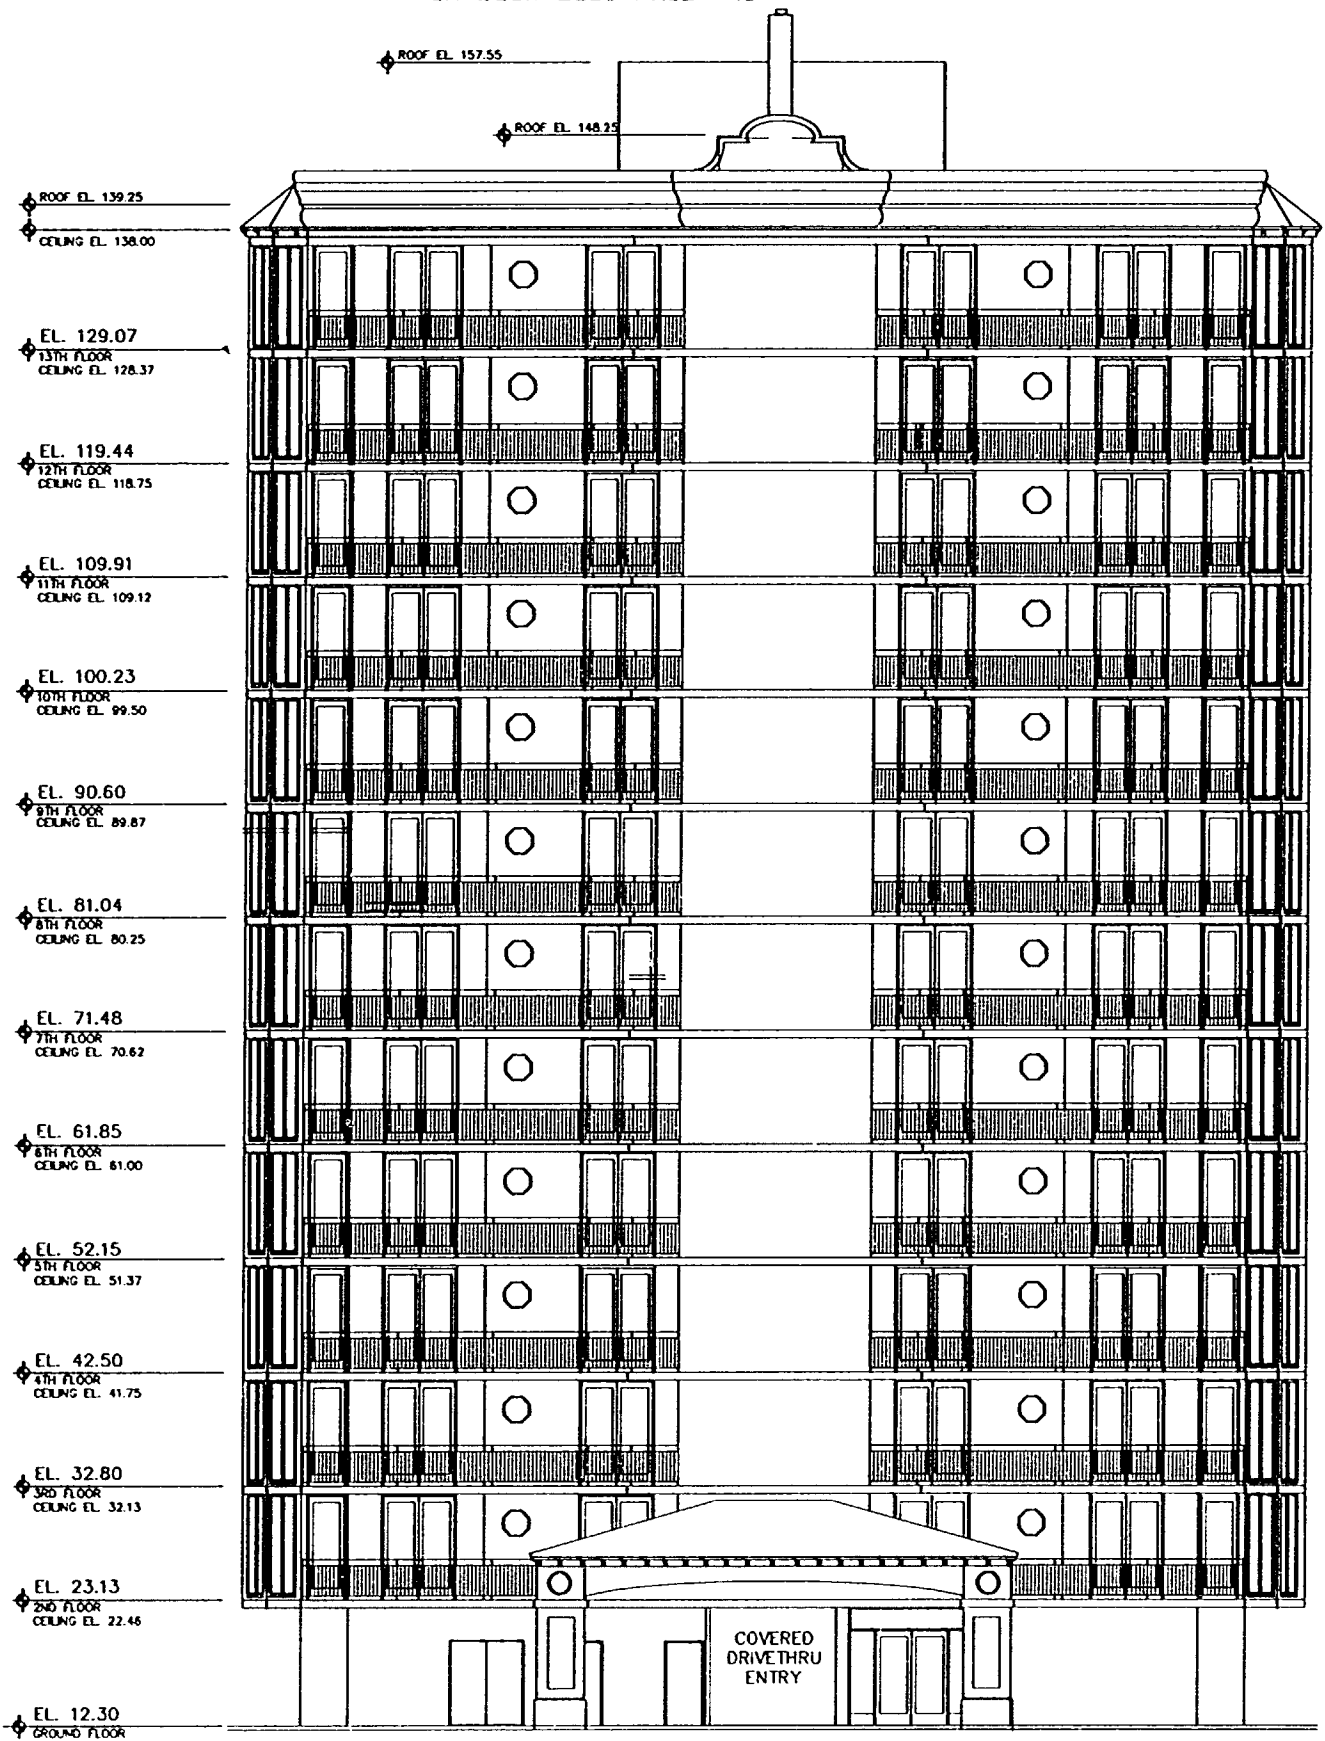 ROOF EL. 157.55
ROOF EL. 148.25
ROOF EL. 139.25
CEILING EL. 138.00
EL. 129.07
13TH FLOOR
CEILING EL. 128.37
EL. 119.44
12TH FLOOR
CEILING EL. 118.75
EL. 109.91
11TH FLOOR
CEILING EL. 109.12
EL. 100.23
10TH FLOOR
CEILING EL. 99.50
EL. 90.60
9TH FLOOR
CEILING EL. 89.87
EL. 81.04
8TH FLOOR
CEILING EL. 80.25
EL. 71.48
7TH FLOOR
CEILING EL. 70.62
EL. 61.85
6TH FLOOR
CEILING EL. 61.00
EL. 52.15
5TH FLOOR
CEILING EL. 51.37
EL. 42.50
4TH FLOOR
CEILING EL. 41.75
EL. 32.80
3RD FLOOR
CEILING EL. 32.13
EL. 23.13
2ND FLOOR
CEILING EL. 22.46
COVERED
DRIVETHRU
ENTRY
EL. 12.30
GROUND FLOOR